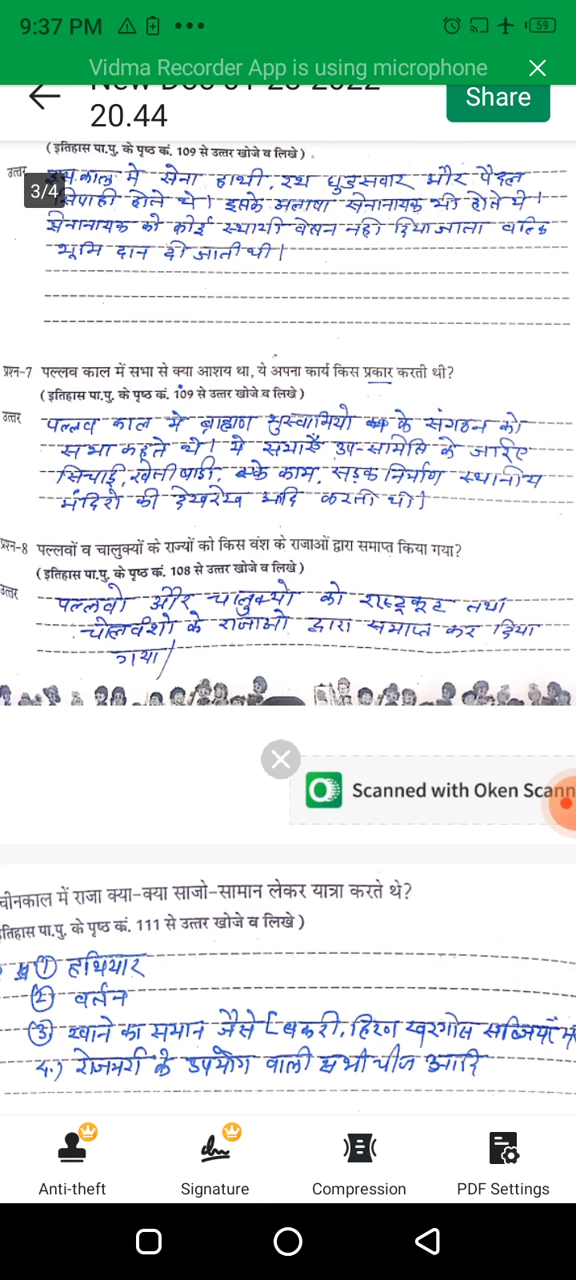 9:37 PM
59
Vidma Recorder App is using microphone
20.44
Share
(इतिहास पा.पु. के पृष्ठ कं. 109 से उत्तर खोजे व लिखे)
उत्तर काल में सेना हाथी, रथ घुड़सवार और पैदल
3/4 सिपाही होते थे। इसके अलावा सेनानायक भी होते थे।
सेनानायक को कोई स्थायी वेतन नही दिया जाता बल्कि
भूमि दान दी जाती थी।
प्रश्न-7 पल्लव काल में सभा से क्या आशय था, ये अपना कार्य किस प्रकार करती थी?
(इतिहास पा.पु. के पृष्ठ कं. 109 से उत्तर खोजे व लिखे)
उत्तर पल्लव काल मे ब्राह्मण भुस्वामियो के संगठन को
सभा कहते थे। ये सभाऐं उप-समिति के जरिए
सिचाई, खेतीबाडी, के काम, सड़क निर्माण स्थानीय
मंदिरो की देखरेख आदि करती थी।
प्रश्न-8 पल्लवों व चालुक्यों के राज्यों को किस वंश के राजाओं द्वारा समाप्त किया गया?
(इतिहास पा.पु. के पृष्ठ कं. 108 से उत्तर खोजे व लिखे)
उत्तर पल्लवो और चालुक्यो को राष्ट्रकूट तथा
चोलवंशो के राजाओ द्वारा समाप्त कर दिया
गया।
Scanned with Oken Scann
चीनकाल में राजा क्या-क्या साजो-सामान लेकर यात्रा करते थे?
तिहास पा.पु. के पृष्ठ कं. 111 से उत्तर खोजे व लिखे)
① हथियार
② बर्तन
③ खाने का समान जैसे [बकरी, हिरण खरगोस सब्जियाँ
4.) रोजमर्रा के उपयोग वाली सभी चीज आदि
Anti-theft
Signature
Compression
PDF Settings